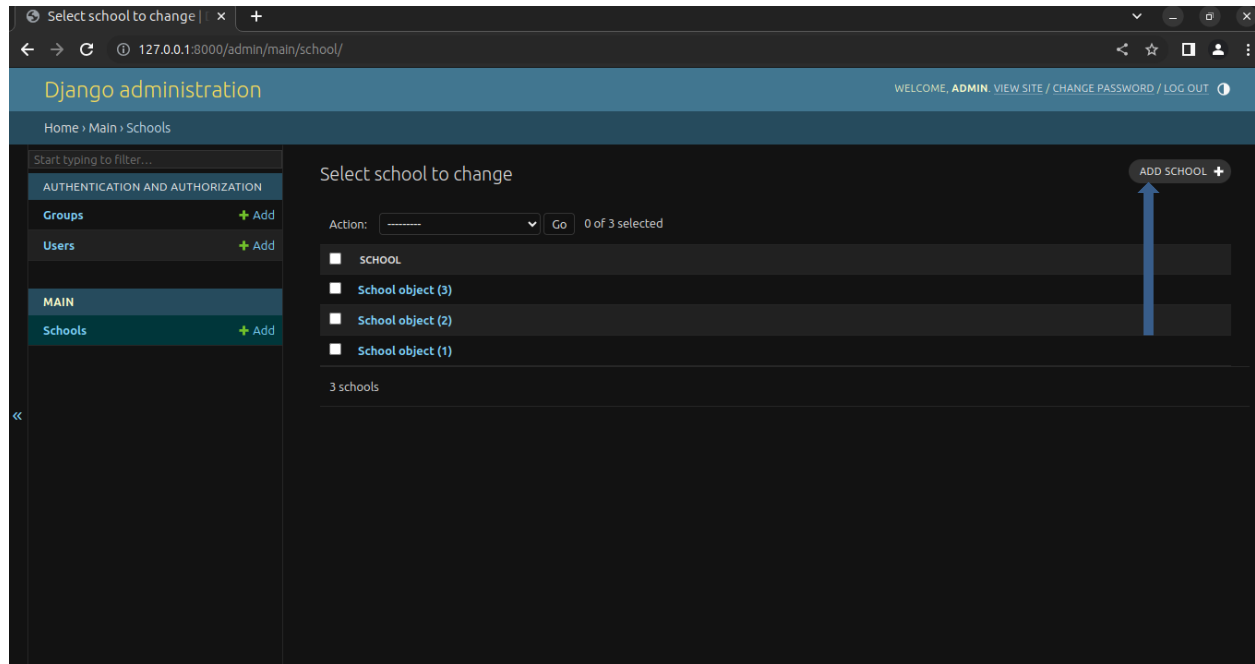 Select school to change |
127.0.0.1:8000/admin/main/school/
Django administration
WELCOME, ADMIN. VIEW SITE / CHANGE PASSWORD / LOG OUT
Home › Main › Schools
Start typing to filter...
AUTHENTICATION AND AUTHORIZATION
Groups + Add
Users + Add
MAIN
Schools + Add
«
Select school to change
ADD SCHOOL +
Action: --------- Go 0 of 3 selected
SCHOOL
School object (3)
School object (2)
School object (1)
3 schools